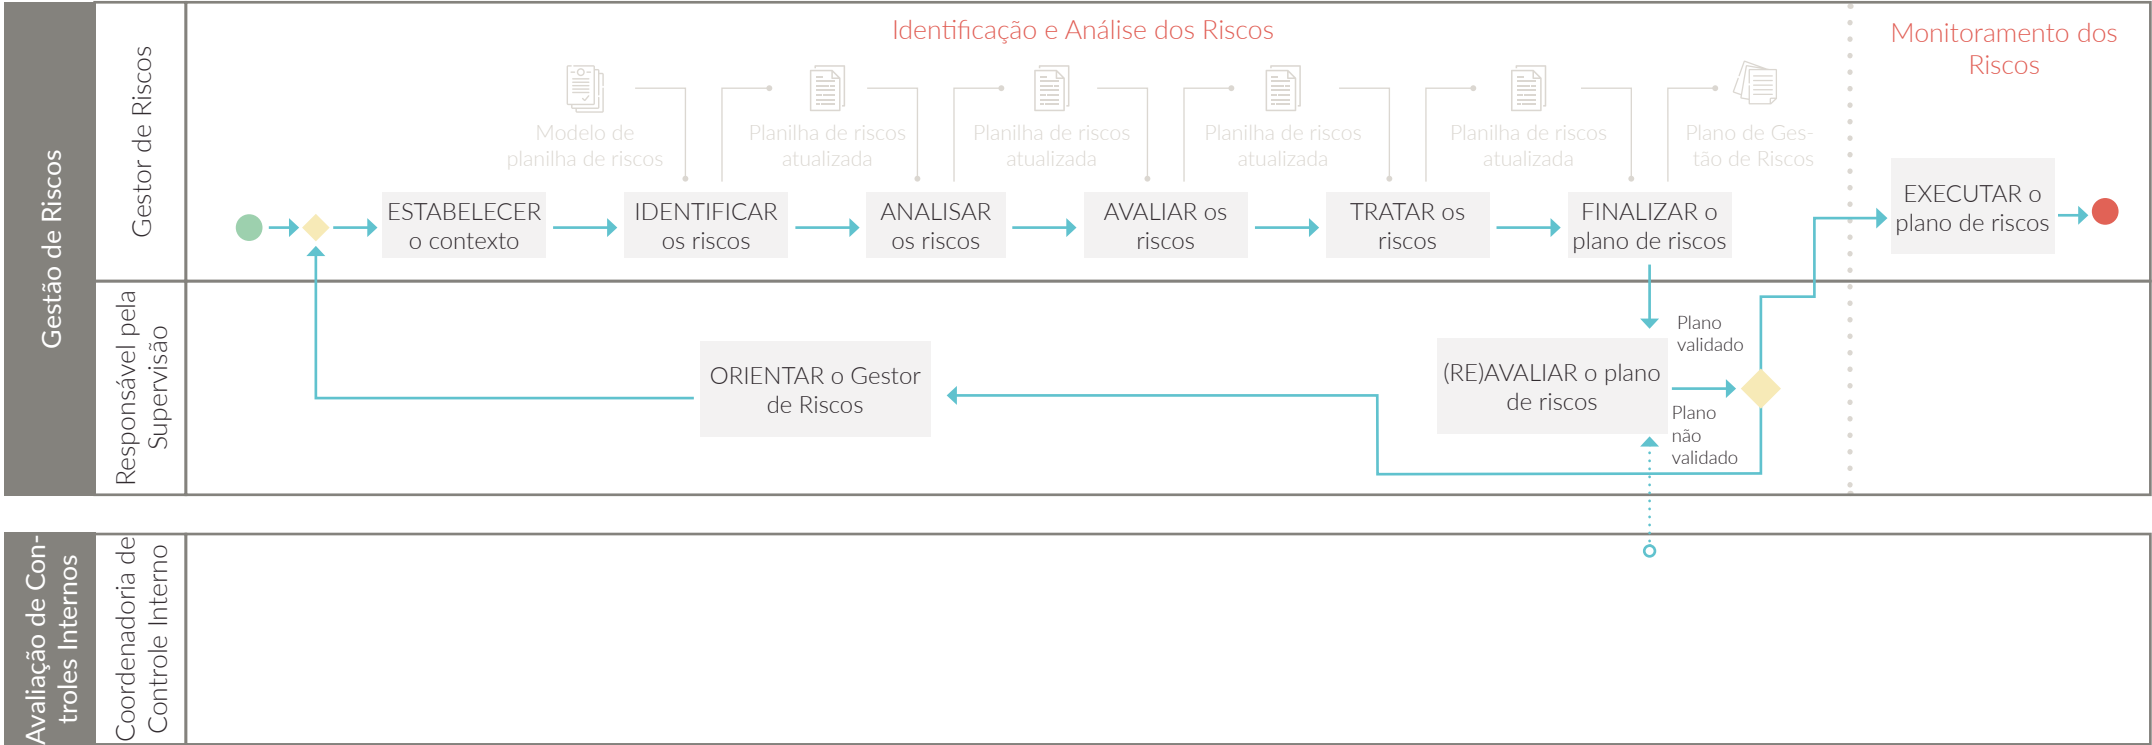 Gestão de Riscos
Gestor de Riscos
Identificação e Análise dos Riscos
Monitoramento dos
Riscos
Modelo de
planilha de riscos
Planilha de riscos
atualizada
Planilha de riscos
atualizada
Planilha de riscos
atualizada
Planilha de riscos
atualizada
Plano de Ges-
tão de Riscos
ESTABELECER
o contexto
IDENTIFICAR
os riscos
ANALISAR
os riscos
AVALIAR os
riscos
TRATAR os
riscos
FINALIZAR o
plano de riscos
EXECUTAR o
plano de riscos
Responsável pela
Supervisão
ORIENTAR o Gestor
de Riscos
(RE)AVALIAR o plano
de riscos
Plano
validado
Plano
não
validado
Avaliação de Con-
troles Internos
Coordenadoria de
Controle Interno